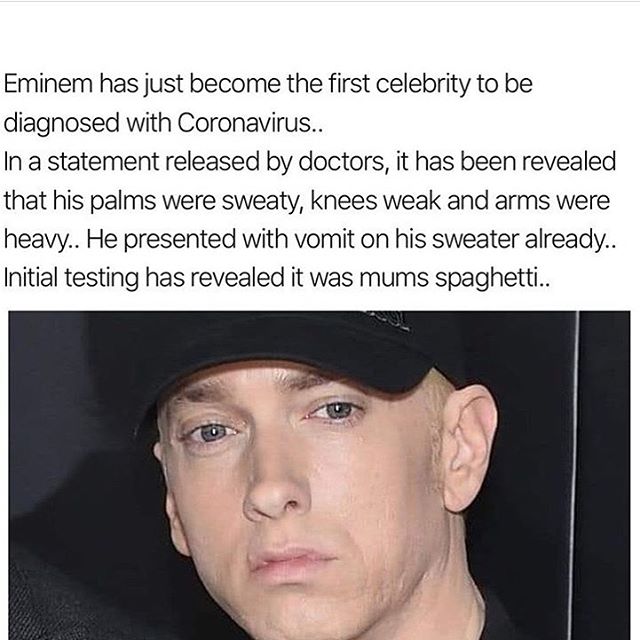 Eminem has just become the first celebrity to be
diagnosed with Coronavirus..
In a statement released by doctors, it has been revealed
that his palms were sweaty, knees weak and arms were
heavy.. He presented with vomit on his sweater already..
Initial testing has revealed it was mums spaghetti..